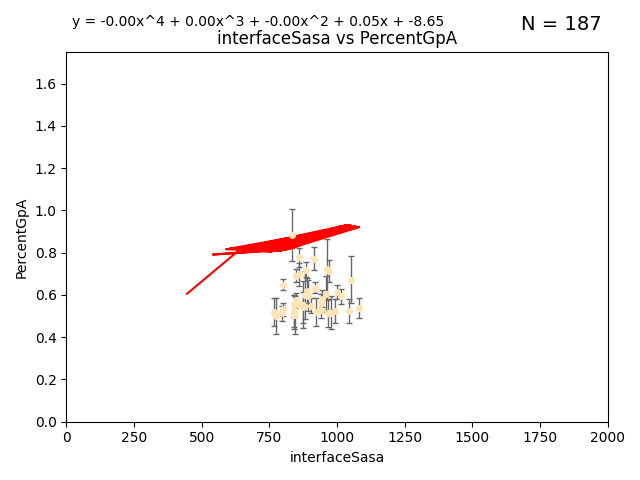 y = -0.00x^4 + 0.00x^3 + -0.00x^2 + 0.05x + -8.65
N = 187
interfaceSasa vs PercentGpA
PercentGpA
1.6
1.4
1.2
1.0
0.8
0.6
0.4
0.2
0.0
0 250 500 750 1000 1250 1500 1750 2000
interfaceSasa